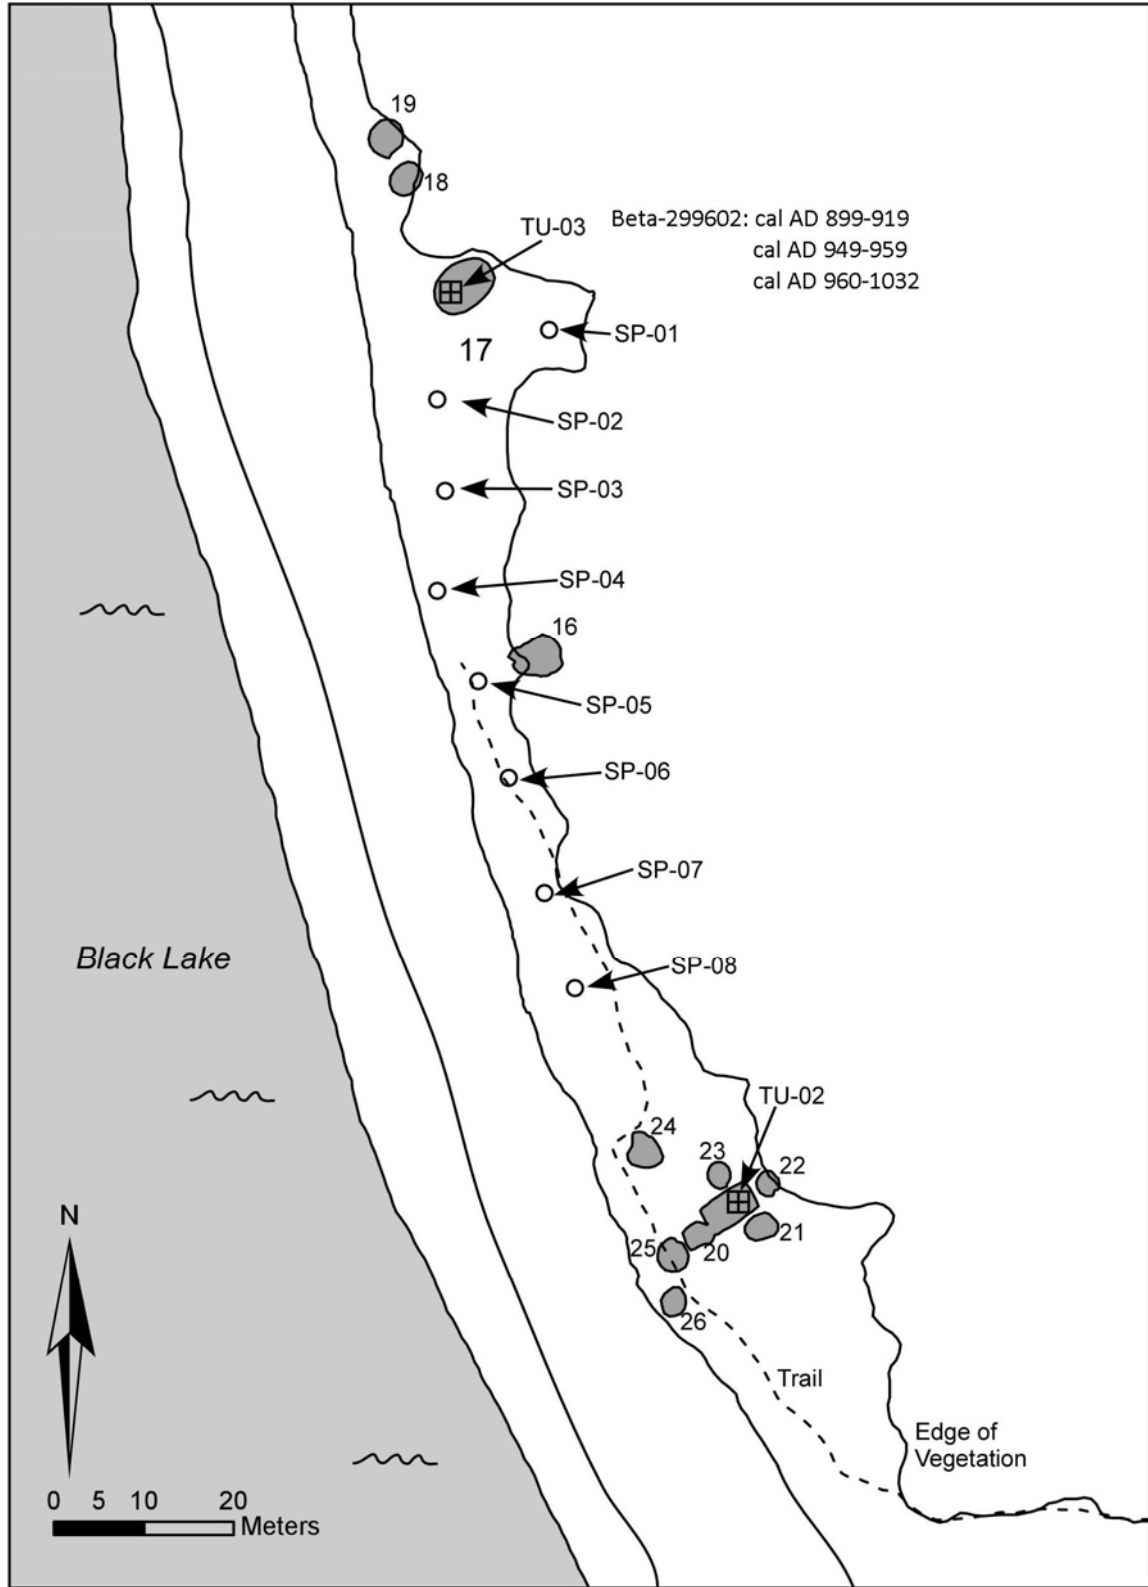 19
18
TU-03
Beta-299602: cal AD 899-919
cal AD 949-959
cal AD 960-1032
SP-01
17
SP-02
SP-03
SP-04
16
SP-05
SP-06
SP-07
Black Lake
SP-08
TU-02
24
23
22
21
25
20
26
N
Trail
Edge of
Vegetation
0 5 10 20
Meters